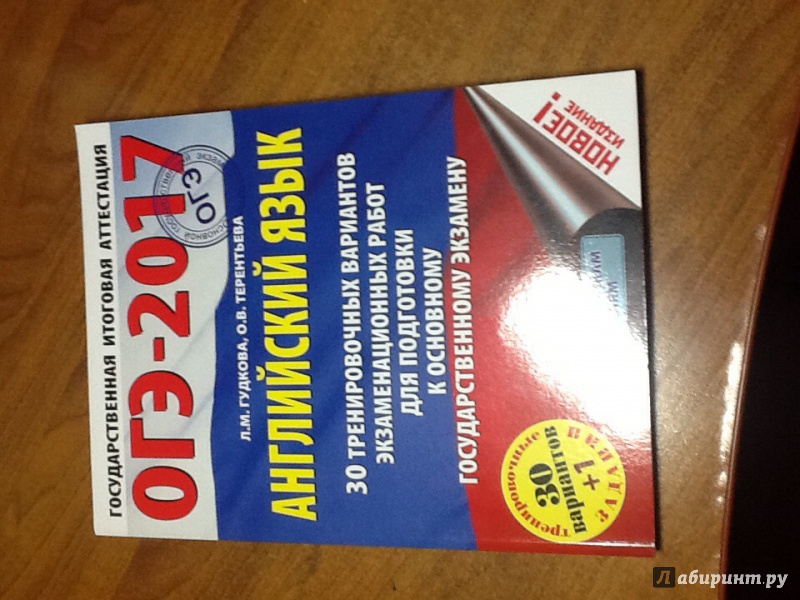 ГОСУДАРСТВЕННАЯ ИТОГОВАЯ АТТЕСТАЦИЯ
ОГЭ-2017
ОГЭ
Л.М. ГУДКОВА, О.В. ТЕРЕНТЬЕВА
АНГЛИЙСКИЙ ЯЗЫК
30 ТРЕНИРОВОЧНЫХ ВАРИАНТОВ
ЭКЗАМЕНАЦИОННЫХ РАБОТ
ДЛЯ ПОДГОТОВКИ
К ОСНОВНОМУ
ГОСУДАРСТВЕННОМУ ЭКЗАМЕНУ
НОВОЕ!
ИЗДАНИЕ
тренировочные
30
вариантов
+1
Лабиринт.ру